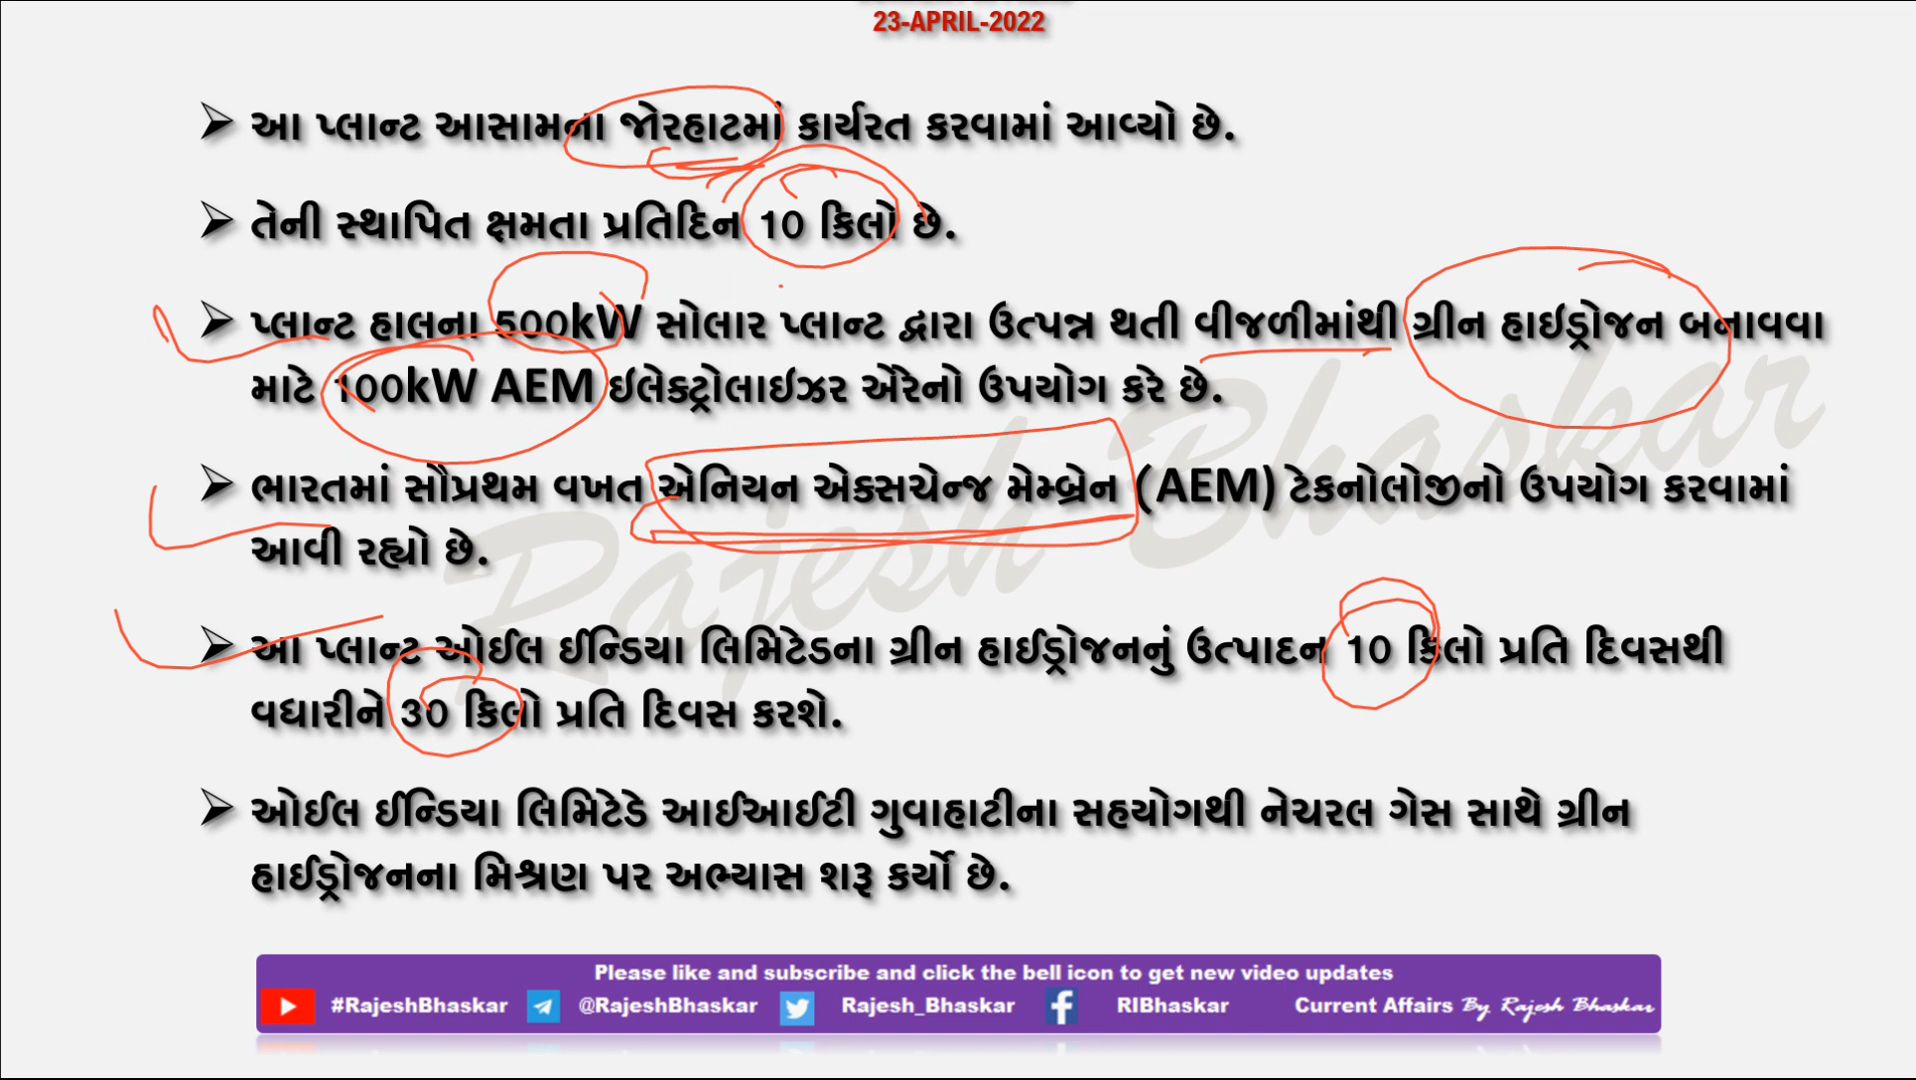 23-APRIL-2022
આ પ્લાન્ટ આસામના જોરહાટમાં કાર્યરત કરવામાં આવ્યો છે.
તેની સ્થાપિત ક્ષમતા પ્રતિદિન 10 કિલો છે.
પ્લાન્ટ હાલના 500kW સોલાર પ્લાન્ટ દ્વારા ઉત્પન્ન થતી વીજળીમાંથી ગ્રીન હાઈડ્રોજન બનાવવા
માટે 100kW AEM ઇલેક્ટ્રોલાઇઝર એરેનો ઉપયોગ કરે છે.
ભારતમાં સૌપ્રથમ વખત એનિયન એક્સચેન્જ મેમ્બ્રેન (AEM) ટેકનોલોજીનો ઉપયોગ કરવામાં
આવી રહ્યો છે.
આ પ્લાન્ટ ઓઈલ ઈન્ડિયા લિમિટેડના ગ્રીન હાઈડ્રોજનનું ઉત્પાદન 10 કિલો પ્રતિ દિવસથી
વધારીને 30 કિલો પ્રતિ દિવસ કરશે.
ઓઈલ ઈન્ડિયા લિમિટેડે આઈઆઈટી ગુવાહાટીના સહયોગથી નેચરલ ગેસ સાથે ગ્રીન
હાઈડ્રોજનના મિશ્રણ પર અભ્યાસ શરૂ કર્યો છે.
Rajesh Bhaskar
Please like and subscribe and click the bell icon to get new video updates
#RajeshBhaskar @RajeshBhaskar Rajesh_Bhaskar RIBhaskar Current Affairs By Rajesh Bhaskar